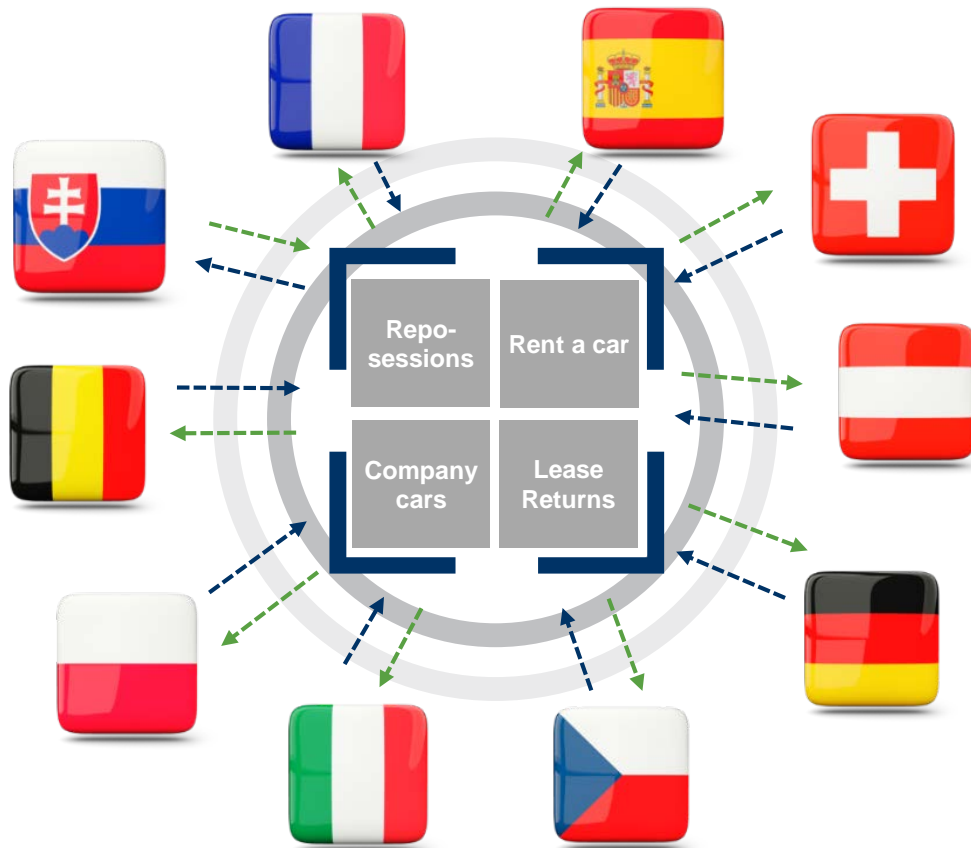 Repo-
sessions
Rent a car
Company
cars
Lease
Returns